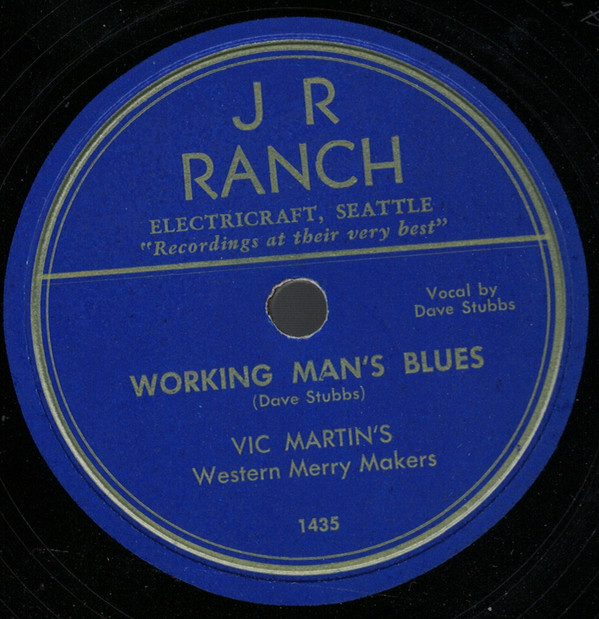 J R
RANCH
ELECTRICRAFT, SEATTLE
"Recordings at their very best"
Vocal by
Dave Stubbs
WORKING MAN'S BLUES
(Dave Stubbs)
VIC MARTIN'S
Western Merry Makers
1435